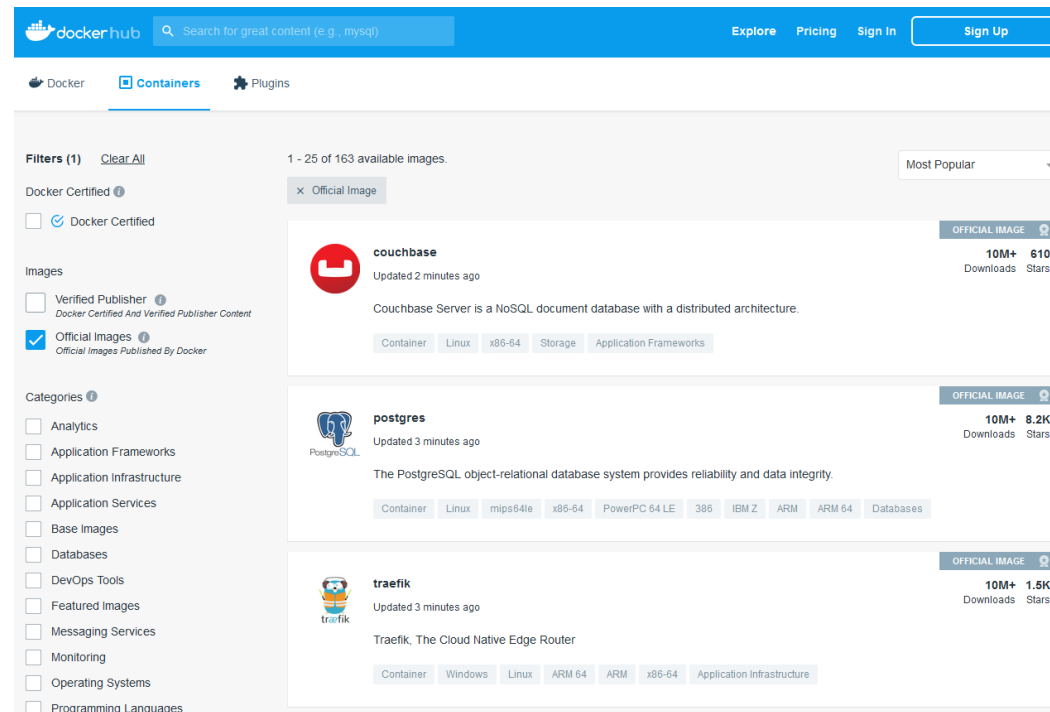 dockerhub Search for great content (e.g., mysql) Explore Pricing Sign In Sign Up
Docker Containers Plugins
Filters (1) Clear All
1 - 25 of 163 available images.
Most Popular
Docker Certified
× Official Image
Docker Certified
Images
Verified Publisher
Docker Certified And Verified Publisher Content
Official Images
Official Images Published By Docker
Categories
Analytics
Application Frameworks
Application Infrastructure
Application Services
Base Images
Databases
DevOps Tools
Featured Images
Messaging Services
Monitoring
Operating Systems
Programming Languages
OFFICIAL IMAGE
couchbase
10M+ 610
Updated 2 minutes ago
Downloads Stars
Couchbase Server is a NoSQL document database with a distributed architecture.
Container Linux x86-64 Storage Application Frameworks
OFFICIAL IMAGE
PostgreSQL
postgres
10M+ 8.2K
Updated 3 minutes ago
Downloads Stars
The PostgreSQL object-relational database system provides reliability and data integrity.
Container Linux mips64le x86-64 PowerPC 64 LE 386 IBM Z ARM ARM 64 Databases
OFFICIAL IMAGE
træfik
traefik
10M+ 1.5K
Updated 3 minutes ago
Downloads Stars
Traefik, The Cloud Native Edge Router
Container Windows Linux ARM 64 ARM x86-64 Application Infrastructure